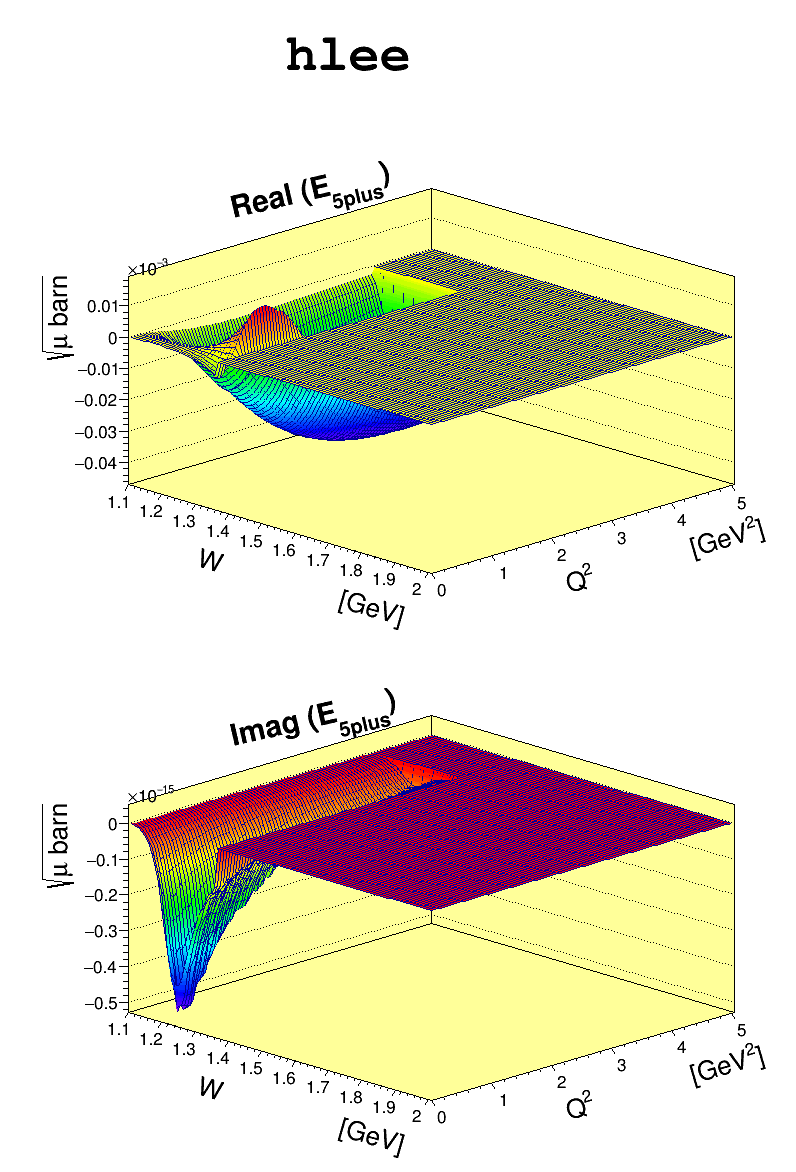 hlee
Real (E5plus)
×10−3
√μ barn
0.01
0
−0.01
−0.02
−0.03
−0.04
1.1 1.2 1.3 1.4 1.5 1.6 1.7 1.8 1.9 2
W [GeV]
0 1 2 3 4 5
Q2 [GeV2]
Imag (E5plus)
×10−15
√μ barn
0
−0.1
−0.2
−0.3
−0.4
−0.5
1.1 1.2 1.3 1.4 1.5 1.6 1.7 1.8 1.9 2
W [GeV]
0 1 2 3 4 5
Q2 [GeV2]